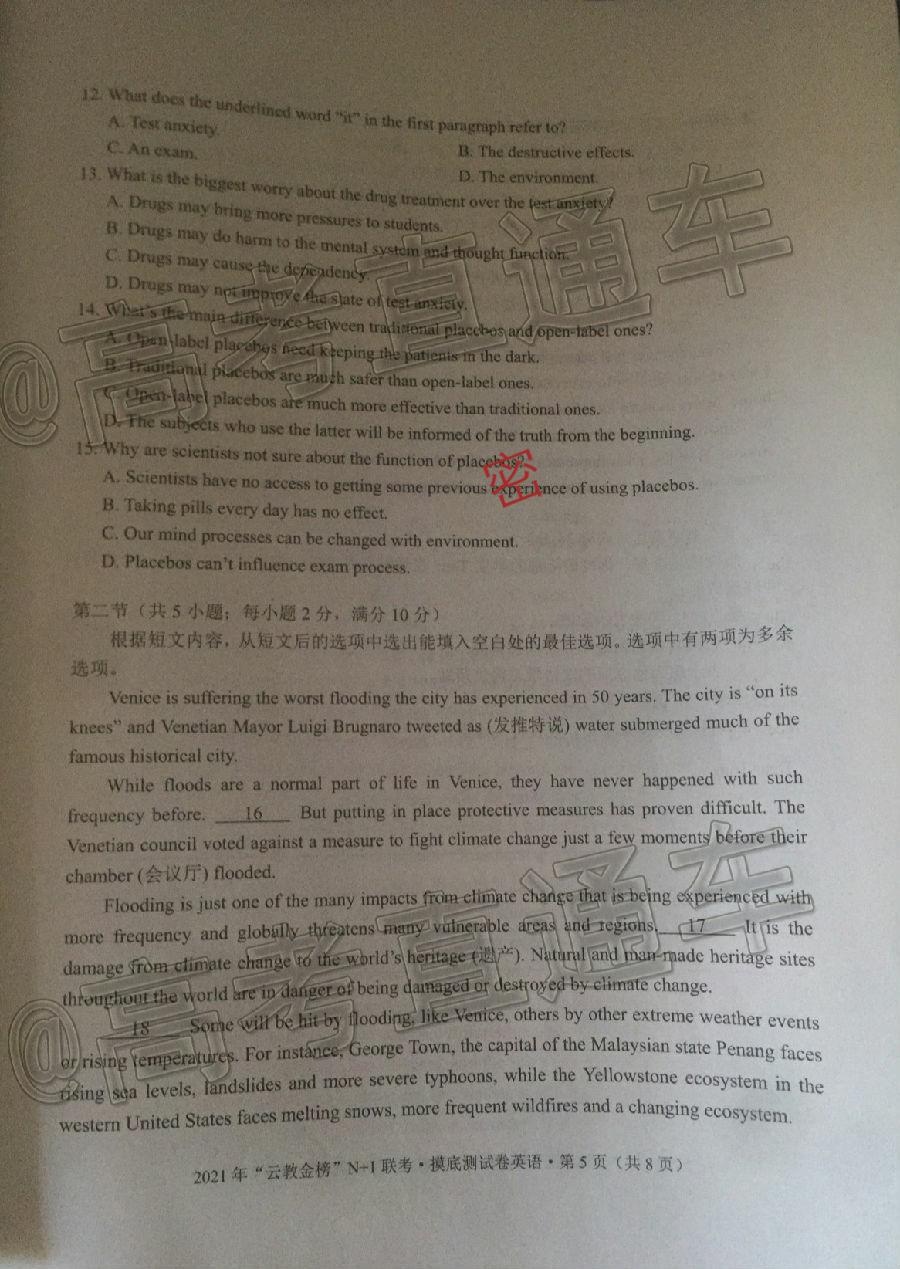 12. What does the underlined word "it" in the first paragraph refer to?
A. Test anxiety.
B. The destructive effects.
C. An exam.
D. The environment.
13. What is the biggest worry about the drug treatment over the test anxiety?
A. Drugs may bring more pressures to students.
B. Drugs may do harm to the mental system and thought function.
C. Drugs may cause the dependency.
D. Drugs may not improve the state of test anxiety.
14. What's the main difference between traditional placebos and open-label ones?
A. Open-label placebos need keeping the patients in the dark.
B. Traditional placebos are much safer than open-label ones.
C. Open-label placebos are much more effective than traditional ones.
D. The subjects who use the latter will be informed of the truth from the beginning.
15. Why are scientists not sure about the function of placebos?
A. Scientists have no access to getting some previous experience of using placebos.
B. Taking pills every day has no effect.
C. Our mind processes can be changed with environment.
D. Placebos can't influence exam process.
密
第二节（共 5 小题；每小题 2 分，满分 10 分）
根据短文内容，从短文后的选项中选出能填入空白处的最佳选项。选项中有两项为多余
选项。
Venice is suffering the worst flooding the city has experienced in 50 years. The city is "on its
knees" and Venetian Mayor Luigi Brugnaro tweeted as (发推特说) water submerged much of the
famous historical city.
While floods are a normal part of life in Venice, they have never happened with such
frequency before. 16 But putting in place protective measures has proven difficult. The
Venetian council voted against a measure to fight climate change just a few moments before their
chamber (会议厅) flooded.
Flooding is just one of the many impacts from climate change that is being experienced with
more frequency and globally threatens many vulnerable areas and regions. 17 It is the
damage from climate change to the world's heritage (遗产). Natural and man-made heritage sites
throughout the world are in danger of being damaged or destroyed by climate change.
18 Some will be hit by flooding, like Venice, others by other extreme weather events
or rising temperatures. For instance, George Town, the capital of the Malaysian state Penang faces
rising sea levels, landslides and more severe typhoons, while the Yellowstone ecosystem in the
western United States faces melting snows, more frequent wildfires and a changing ecosystem.
2021 年"云教金榜"N+1 联考·摸底测试卷英语·第 5 页（共 8 页）
@高考直通车
@高考直通车